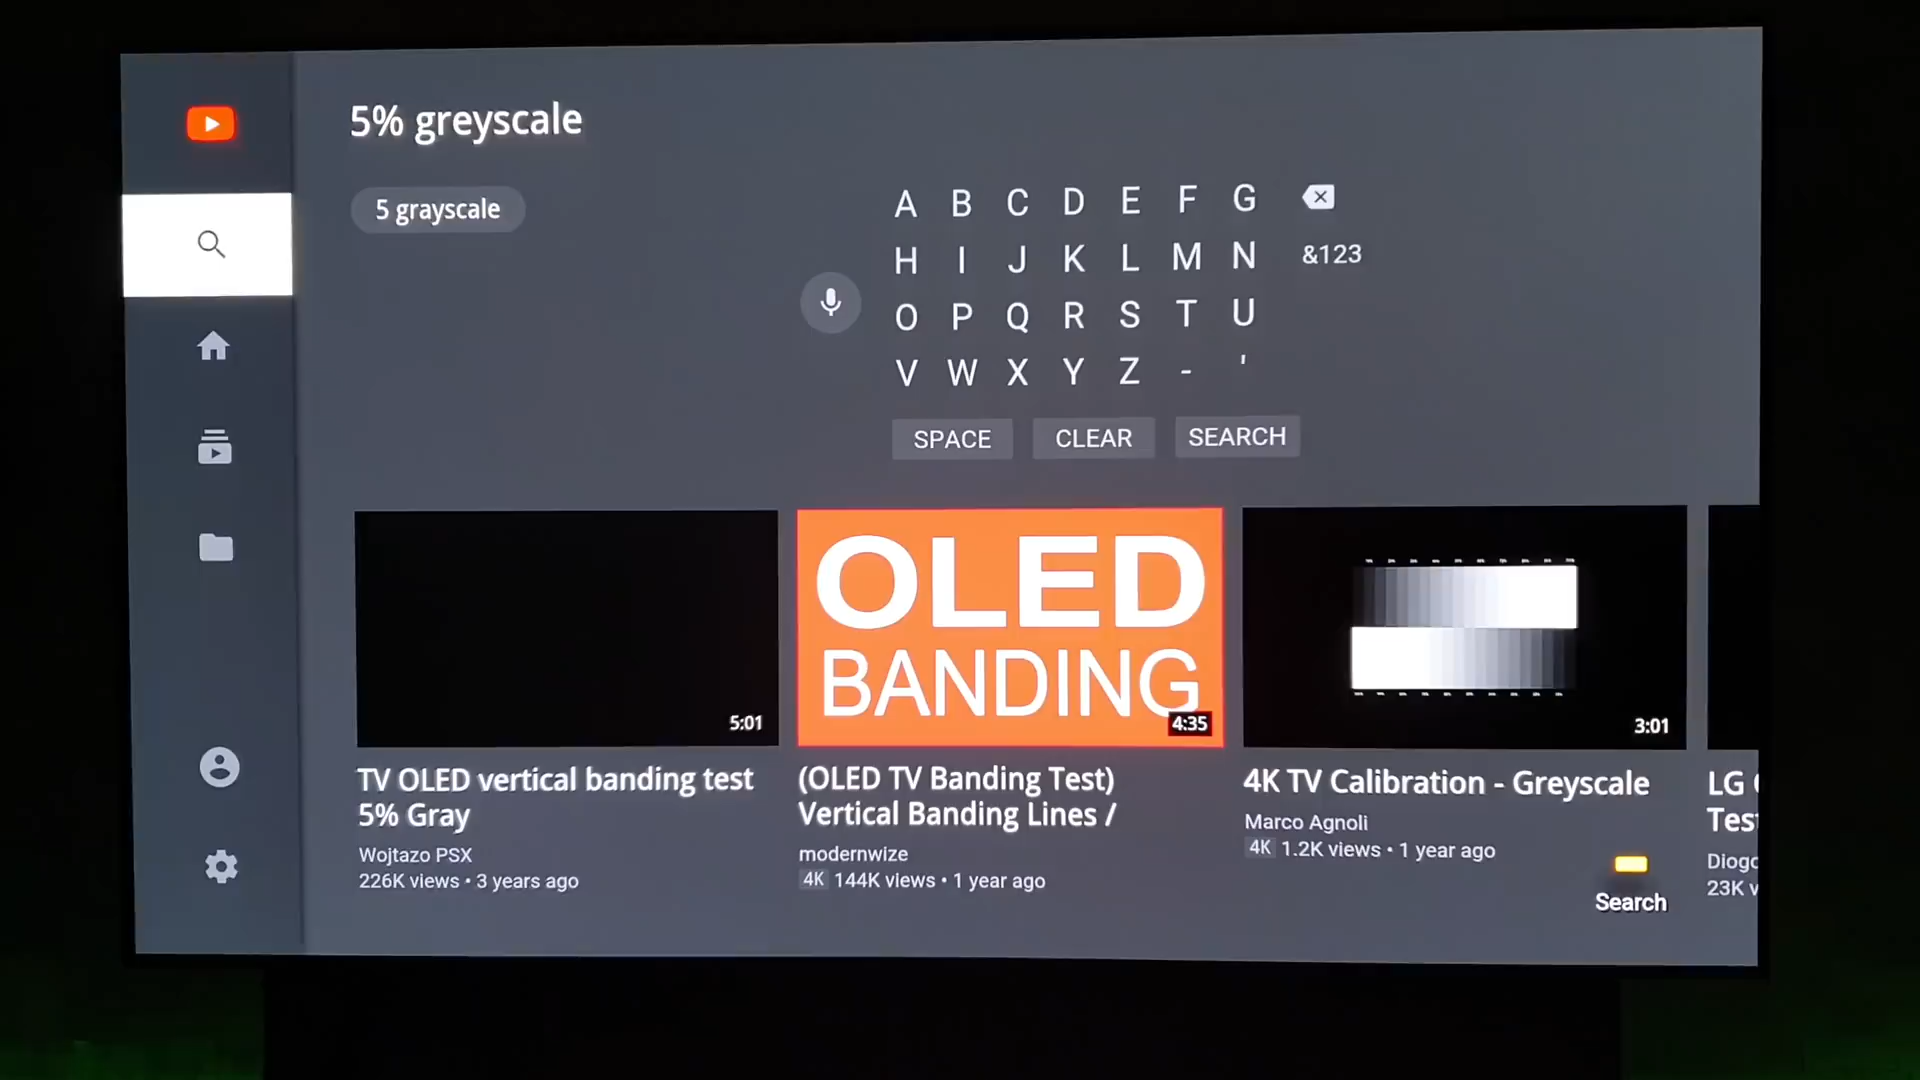 5% greyscale
5 grayscale
A B C D E F G
&123
H I J K L M N
O P Q R S T U
V W X Y Z - '
SPACE CLEAR SEARCH
OLED
BANDING
5:01
4:35
3:01
TV OLED vertical banding test
5% Gray
Wojtazo PSX
226K views • 3 years ago
(OLED TV Banding Test)
Vertical Banding Lines /
modernwize
4K 144K views • 1 year ago
4K TV Calibration - Greyscale
Marco Agnoli
4K 1.2K views • 1 year ago
LG
Search
23K